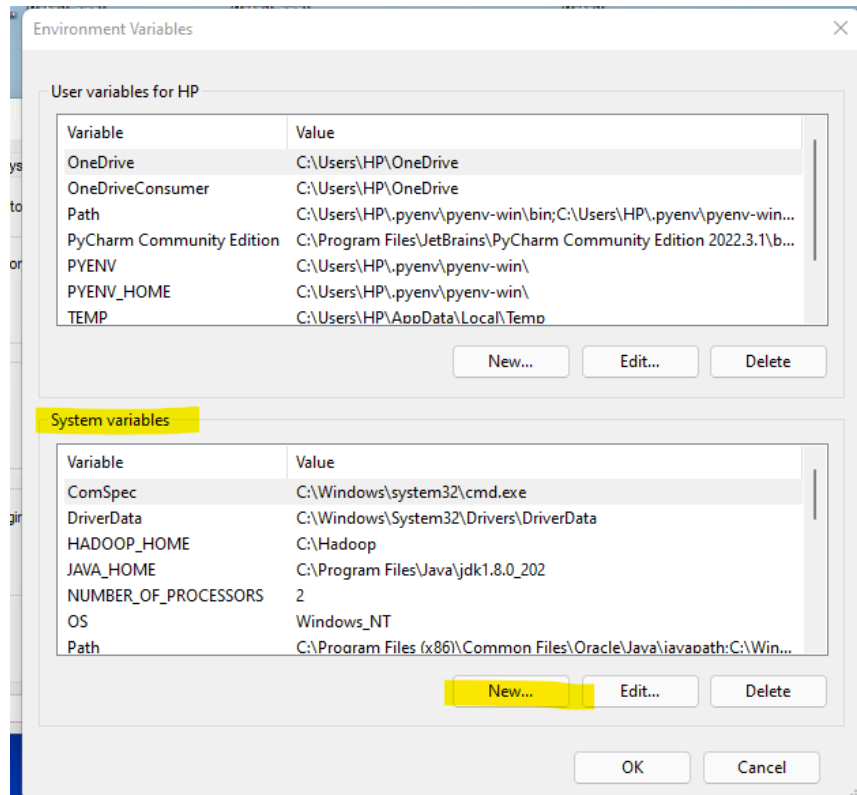 Environment Variables
User variables for HP
Variable Value
OneDrive C:\Users\HP\OneDrive
OneDriveConsumer C:\Users\HP\OneDrive
Path C:\Users\HP\.pyenv\pyenv-win\bin;C:\Users\HP\.pyenv\pyenv-win...
PyCharm Community Edition C:\Program Files\JetBrains\PyCharm Community Edition 2022.3.1\b...
PYENV C:\Users\HP\.pyenv\pyenv-win\
PYENV_HOME C:\Users\HP\.pyenv\pyenv-win\
TEMP C:\Users\HP\AppData\Local\Temp
New... Edit... Delete
System variables
Variable Value
ComSpec C:\Windows\system32\cmd.exe
DriverData C:\Windows\System32\Drivers\DriverData
HADOOP_HOME C:\Hadoop
JAVA_HOME C:\Program Files\Java\jdk1.8.0_202
NUMBER_OF_PROCESSORS 2
OS Windows_NT
Path C:\Program Files (x86)\Common Files\Oracle\Java\javapath;C:\Win...
New... Edit... Delete
OK Cancel